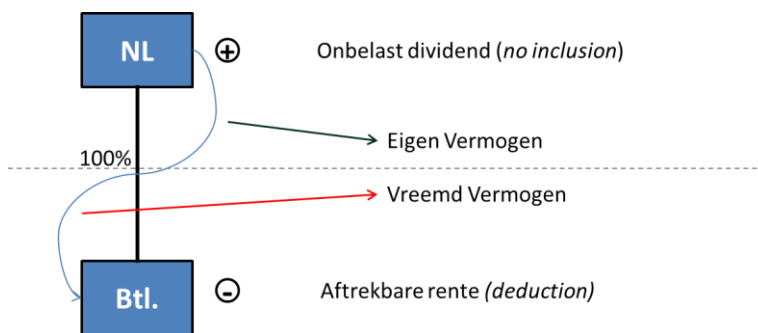 NL
+
Onbelast dividend (no inclusion)
Eigen Vermogen
100%
Vreemd Vermogen
Btl.
-
Aftrekbare rente (deduction)